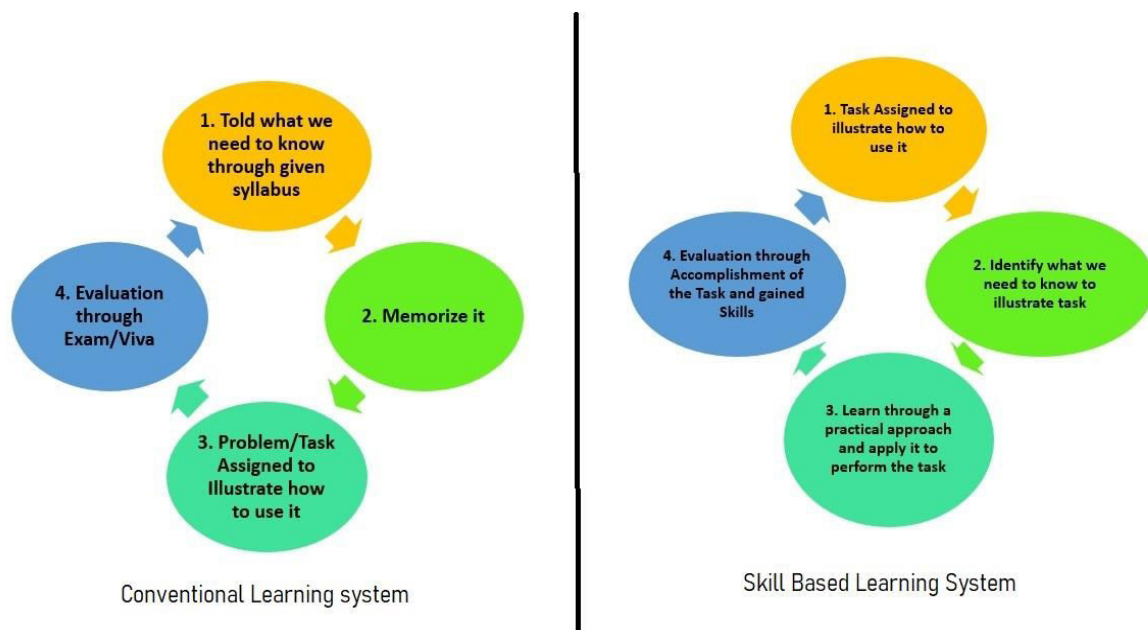 1. Told what we
need to know
through given
syllabus
2. Memorize it
3. Problem/Task
Assigned to
Illustrate how
to use it
4. Evaluation
through
Exam/Viva
Conventional Learning system
1. Task Assigned to
illustrate how to
use it
2. Identify what we
need to know to
illustrate task
3. Learn through a
practical approach
and apply it to
perform the task
4. Evaluation through
Accomplishment of
the Task and gained
Skills
Skill Based Learning System